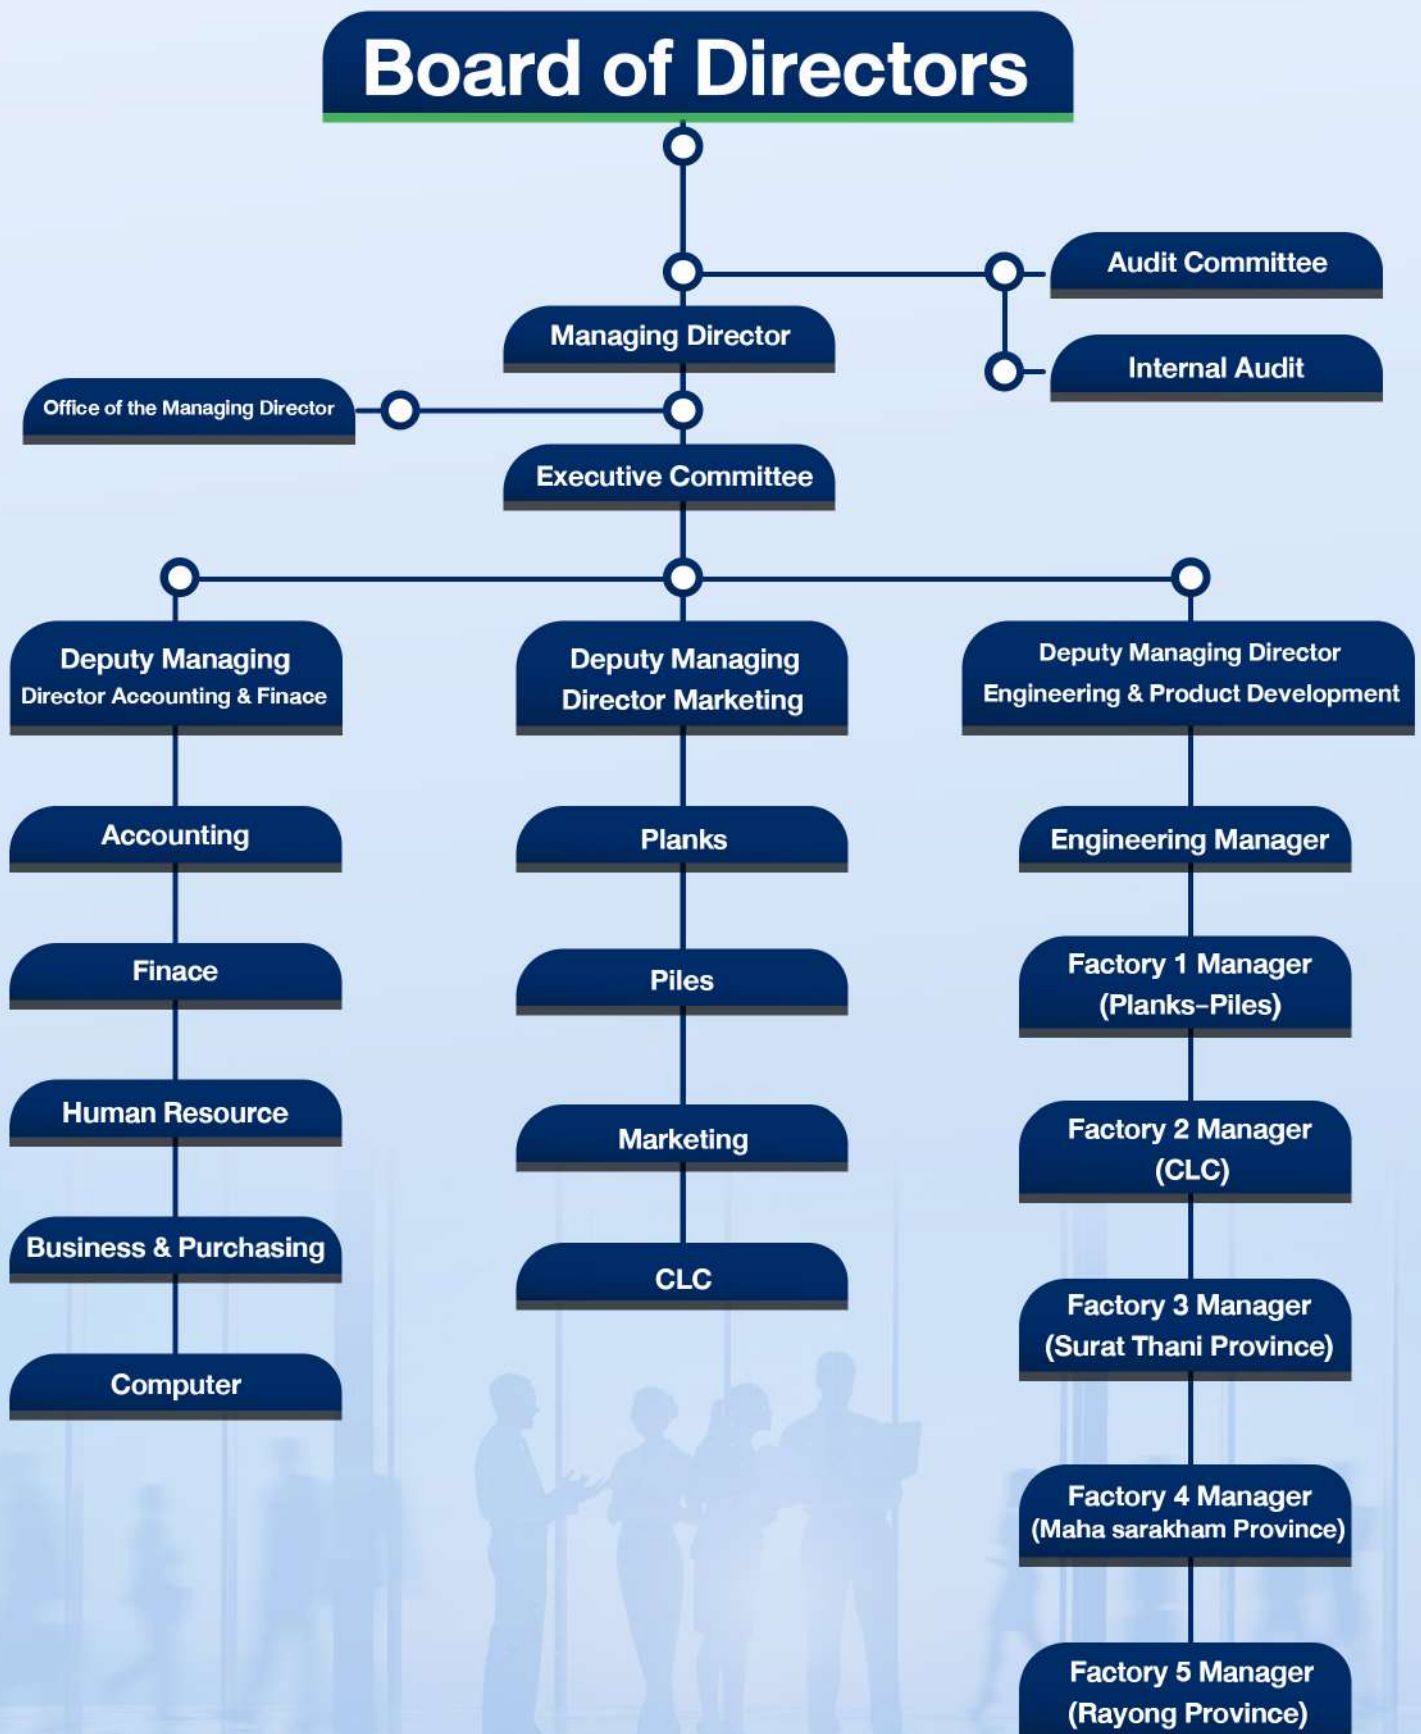 Board of Directors
Audit Committee
Managing Director
Internal Audit
Office of the Managing Director
Executive Committee
Deputy Managing
Director Accounting & Finace
Deputy Managing
Director Marketing
Deputy Managing Director
Engineering & Product Development
Accounting
Planks
Engineering Manager
Finace
Piles
Factory 1 Manager
(Planks–Piles)
Human Resource
Marketing
Factory 2 Manager
(CLC)
Business & Purchasing
CLC
Factory 3 Manager
(Surat Thani Province)
Computer
Factory 4 Manager
(Maha sarakham Province)
Factory 5 Manager
(Rayong Province)